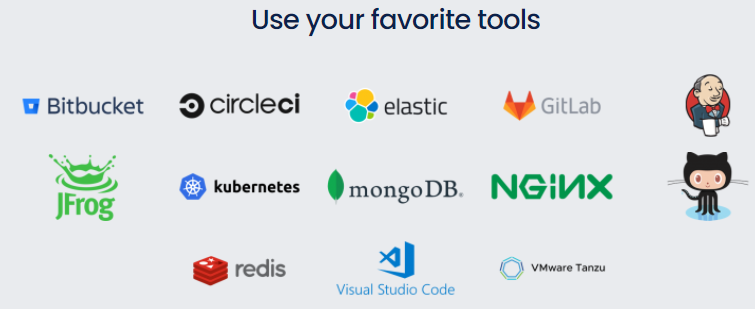 Use your favorite tools
Bitbucket
circleci
elastic
GitLab
JFrog
kubernetes
mongoDB®
NGINX
redis
Visual Studio Code
VMware Tanzu